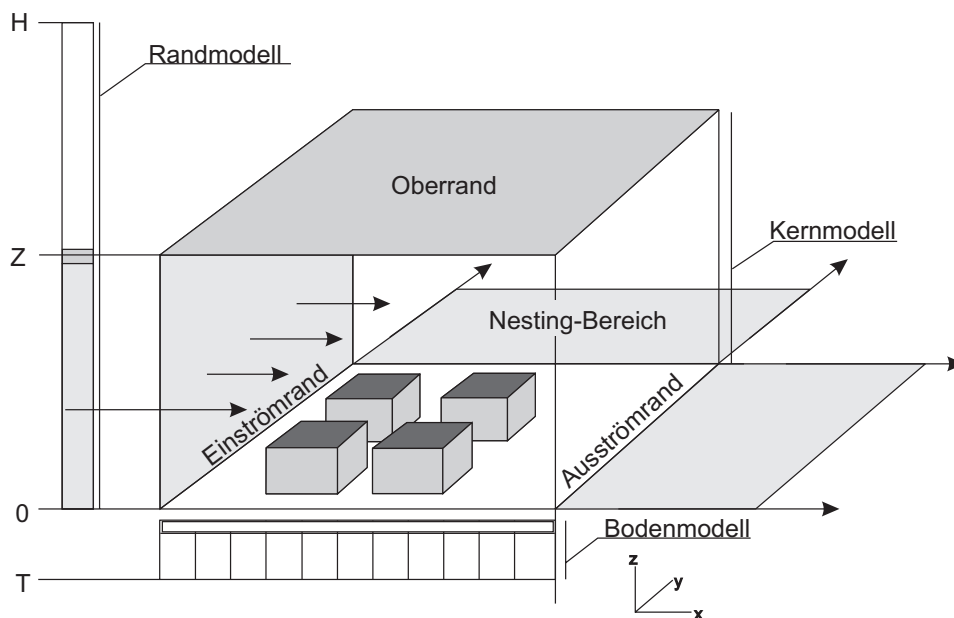 H
Randmodell
Oberrand
Z
Kernmodell
Nesting-Bereich
Einströmrand
Ausströmrand
0
Bodenmodell
T
z
y
x